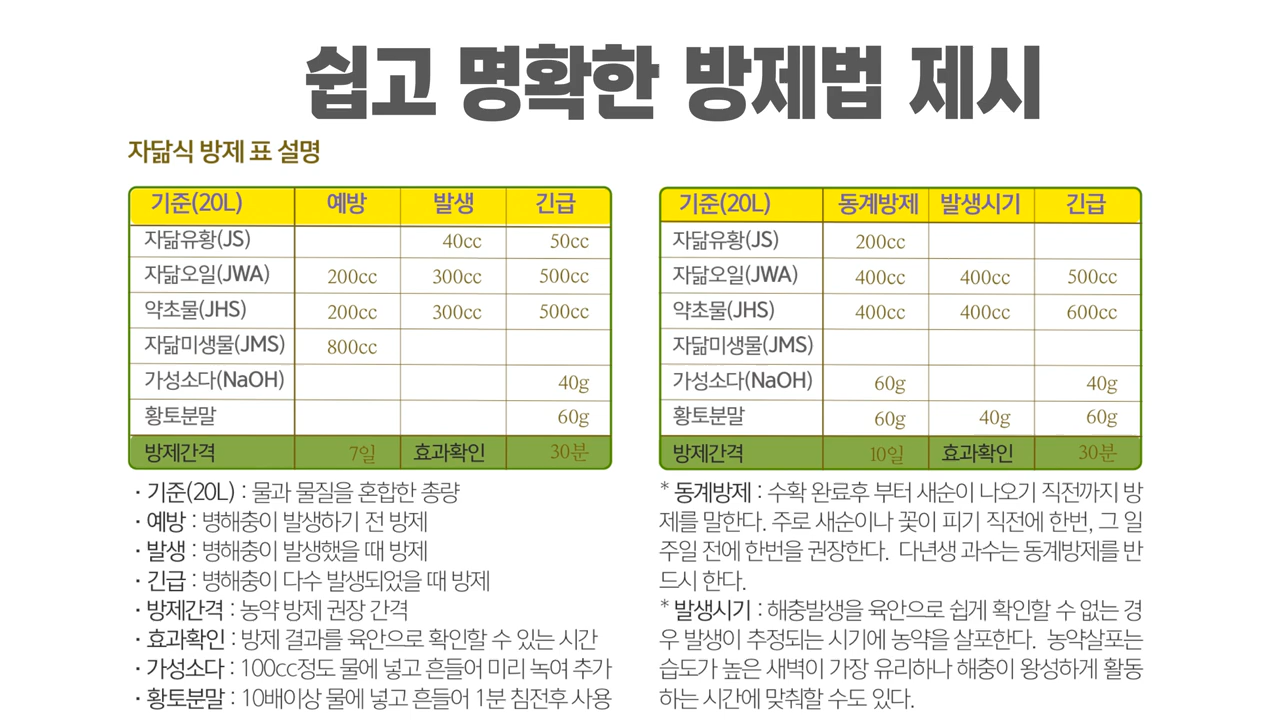 쉽고 명확한 방제법 제시
자닮식 방제 표 설명
기준(20L) 예방 발생 긴급
자닮유황(JS) 40cc 50cc
자닮오일(JWA) 200cc 300cc 500cc
약초물(JHS) 200cc 300cc 500cc
자닮미생물(JMS) 800cc
가성소다(NaOH) 40g
황토분말 60g
방제간격 7일 효과확인 30분
· 기준(20L) : 물과 물질을 혼합한 총량
· 예방 : 병해충이 발생하기 전 방제
· 발생 : 병해충이 발생했을 때 방제
· 긴급 : 병해충이 다수 발생되었을 때 방제
· 방제간격 : 농약 방제 권장 간격
· 효과확인 : 방제 결과를 육안으로 확인할 수 있는 시간
· 가성소다 : 100cc정도 물에 넣고 흔들어 미리 녹여 추가
· 황토분말 : 10배이상 물에 넣고 흔들어 1분 침전후 사용
기준(20L) 동계방제 발생시기 긴급
자닮유황(JS) 200cc
자닮오일(JWA) 400cc 400cc 500cc
약초물(JHS) 400cc 400cc 600cc
자닮미생물(JMS)
가성소다(NaOH) 60g 40g
황토분말 60g 40g 60g
방제간격 10일 효과확인 30분
* 동계방제 : 수확 완료후 부터 새순이 나오기 직전까지 방
제를 말한다. 주로 새순이나 꽃이 피기 직전에 한번, 그 일
주일 전에 한번을 권장한다. 다년생 과수는 동계방제를 반
드시 한다.
* 발생시기 : 해충발생을 육안으로 쉽게 확인할 수 없는 경
우 발생이 추정되는 시기에 농약을 살포한다. 농약살포는
습도가 높은 새벽이 가장 유리하나 해충이 왕성하게 활동
하는 시간에 맞춰할 수도 있다.